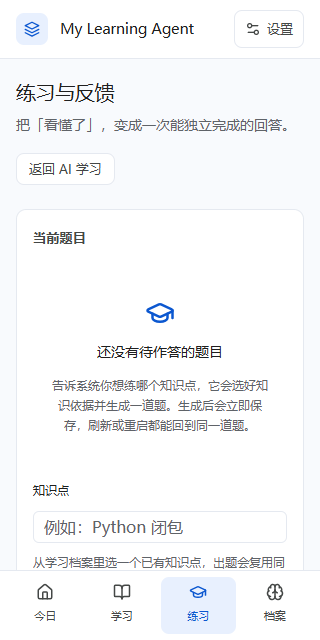 My Learning Agent
设置
练习与反馈
把「看懂了」，变成一次能独立完成的回答。
返回 AI 学习
当前题目
还没有待作答的题目
告诉系统你想练哪个知识点，它会选好知
识依据并生成一道题。生成后会立即保
存，刷新或重启都能回到同一道题。
知识点
例如：Python 闭包
从学习档案里选一个已有知识点，出题会复用同
今日
学习
练习
档案